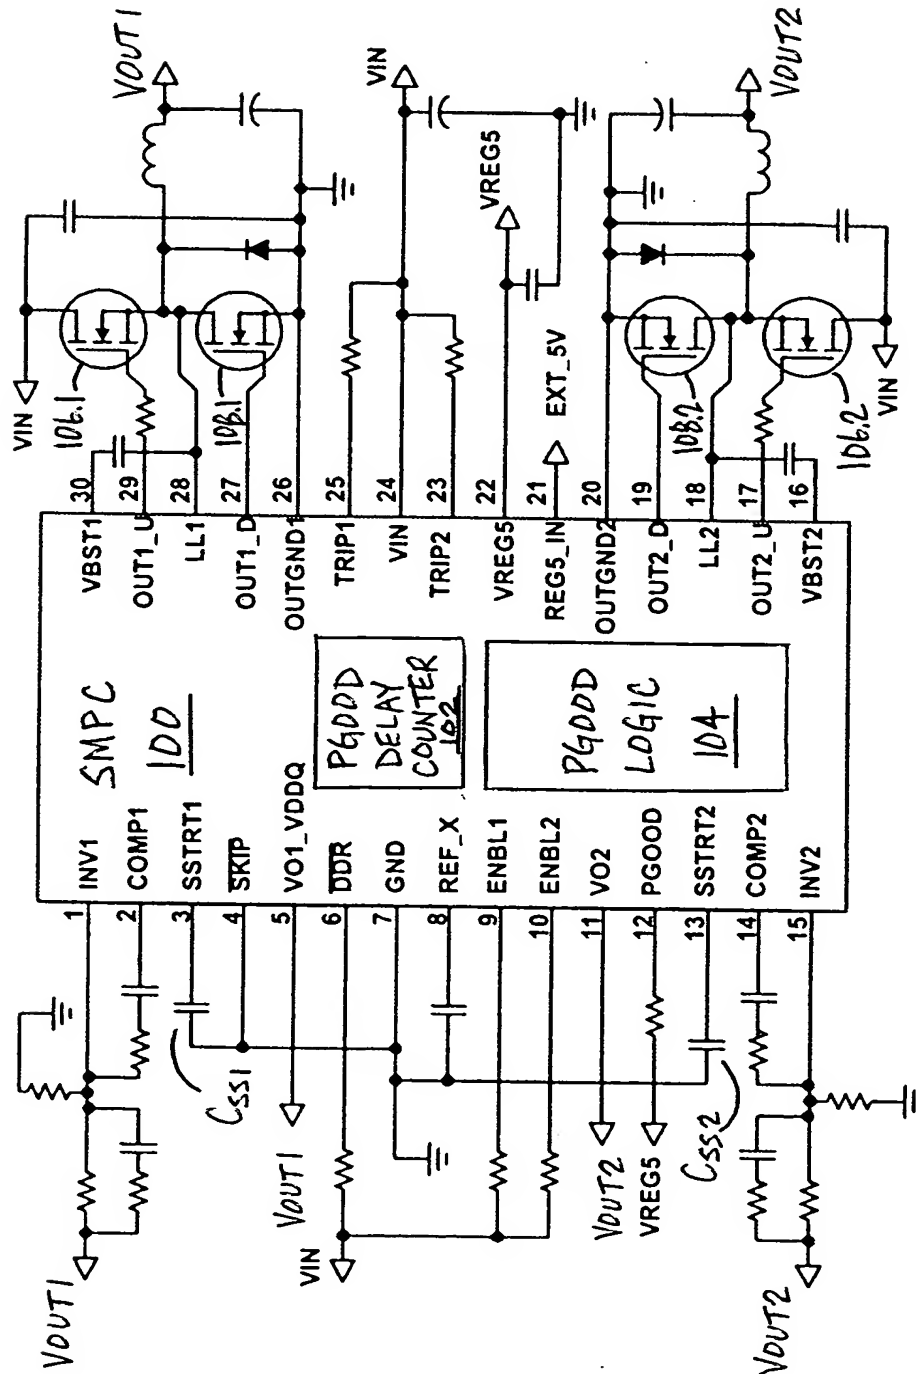 VOUT1
VIN
VOUT2
VREG5
EXT_5V
VIN
106.1
108.1
108.2
106.2
VIN
30
29
28
27
26
25
24
23
22
21
20
19
18
17
16
VBST1
OUT1_U
LL1
OUT1_D
OUTGND1
TRIP1
VIN
TRIP2
VREG5
REG5_IN
OUTGND2
OUT2_D
LL2
OUT2_U
VBST2
SMPC
100
PGOOD
DELAY
COUNTER
102
PGOOD
LOGIC
104
INV1
COMP1
SSTRT1
SKIP
VO1_VDDQ
DDR
GND
REF_X
ENBL1
ENBL2
VO2
PGOOD
SSTRT2
COMP2
INV2
1
2
3
4
5
6
7
8
9
10
11
12
13
14
15
CSS1
CSS2
VOUT1
VIN
VOUT2
VREG5
VOUT1
VOUT2